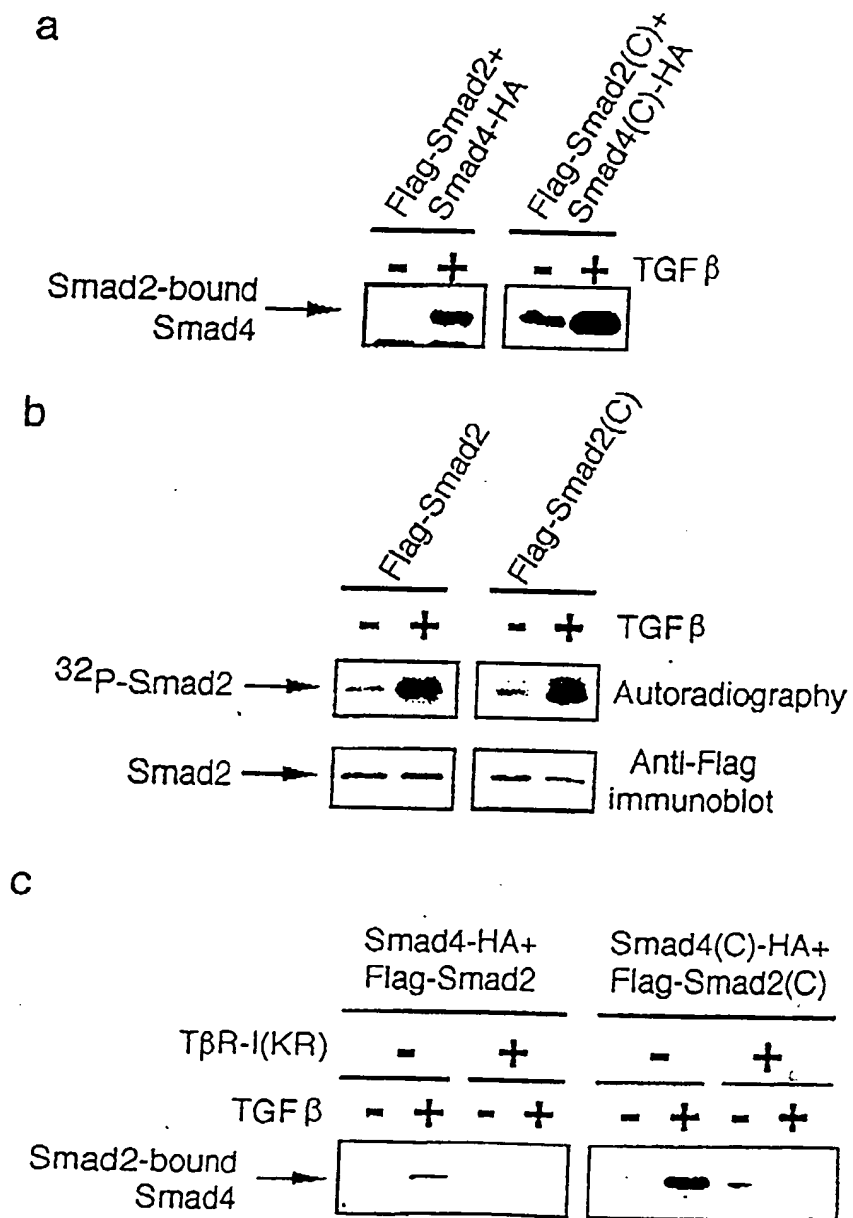 a
Flag-Smad2+
Smad4-HA
Flag-Smad2(C)+
Smad4(C)-HA
- + - + TGFβ
Smad2-bound
Smad4
b
Flag-Smad2
Flag-Smad2(C)
- + - + TGFβ
32P-Smad2
Autoradiography
Smad2
Anti-Flag
immunoblot
c
Smad4-HA+
Flag-Smad2
Smad4(C)-HA+
Flag-Smad2(C)
TβR-I(KR) - + - +
TGFβ - + - + - + - +
Smad2-bound
Smad4